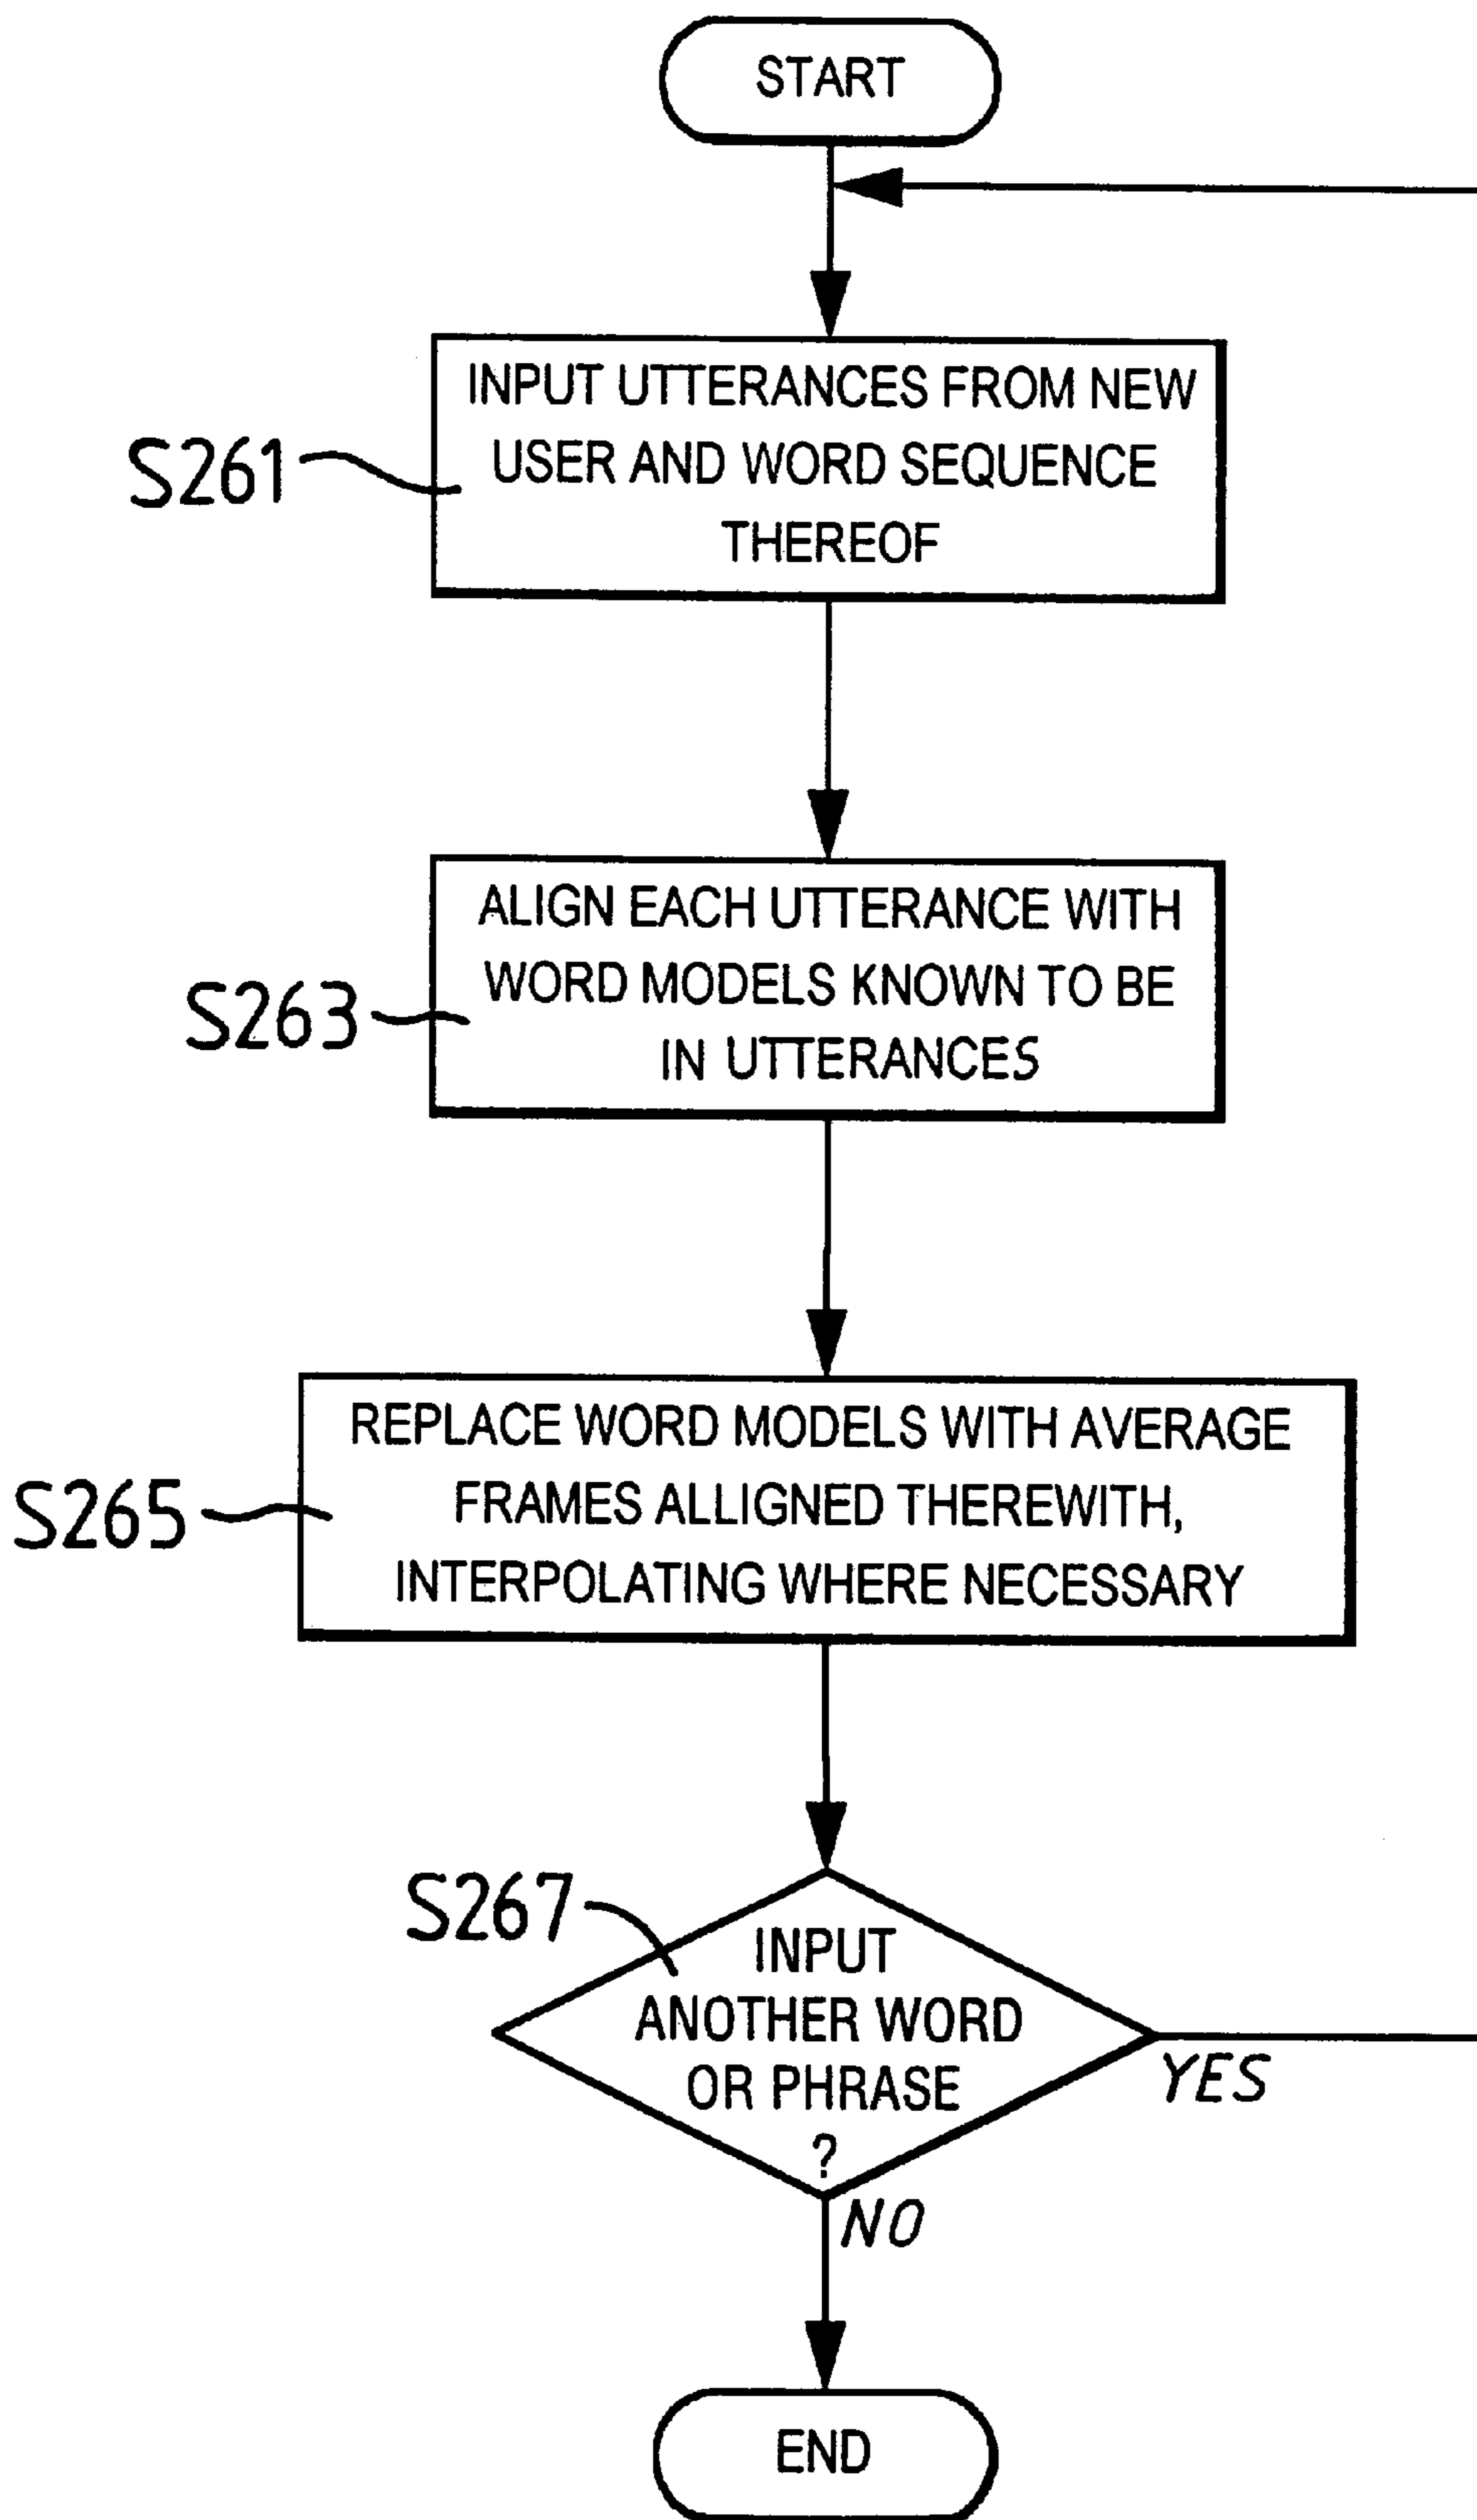 START
INPUT UTTERANCES FROM NEW
USER AND WORD SEQUENCE
THEREOF
S261
ALIGN EACH UTTERANCE WITH
WORD MODELS KNOWN TO BE
IN UTTERANCES
S263
REPLACE WORD MODELS WITH AVERAGE
FRAMES ALLIGNED THEREWITH,
INTERPOLATING WHERE NECESSARY
S265
S267
INPUT
ANOTHER WORD
OR PHRASE
?
YES
NO
END